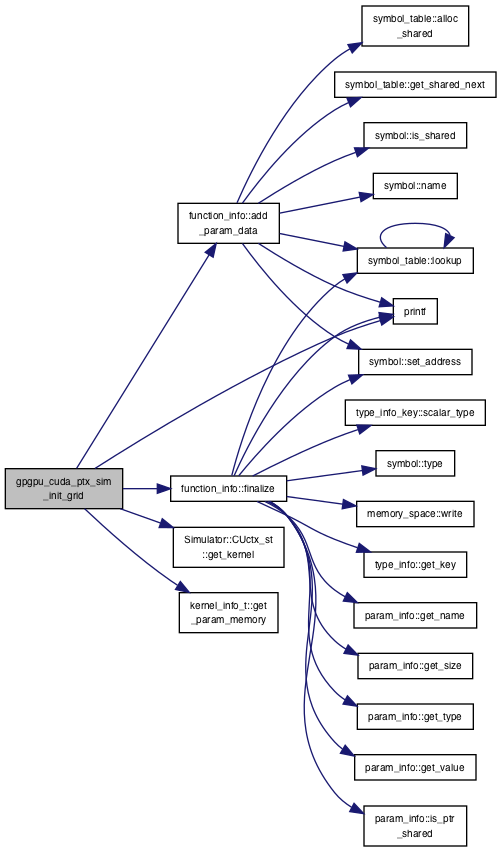 symbol_table::alloc
_shared
symbol_table::get_shared_next
symbol::is_shared
symbol::name
function_info::add
_param_data
symbol_table::lookup
printf
symbol::set_address
type_info_key::scalar_type
symbol::type
gpgpu_cuda_ptx_sim
_init_grid
function_info::finalize
memory_space::write
Simulator::CUctx_st
::get_kernel
type_info::get_key
kernel_info_t::get
_param_memory
param_info::get_name
param_info::get_size
param_info::get_type
param_info::get_value
param_info::is_ptr
_shared